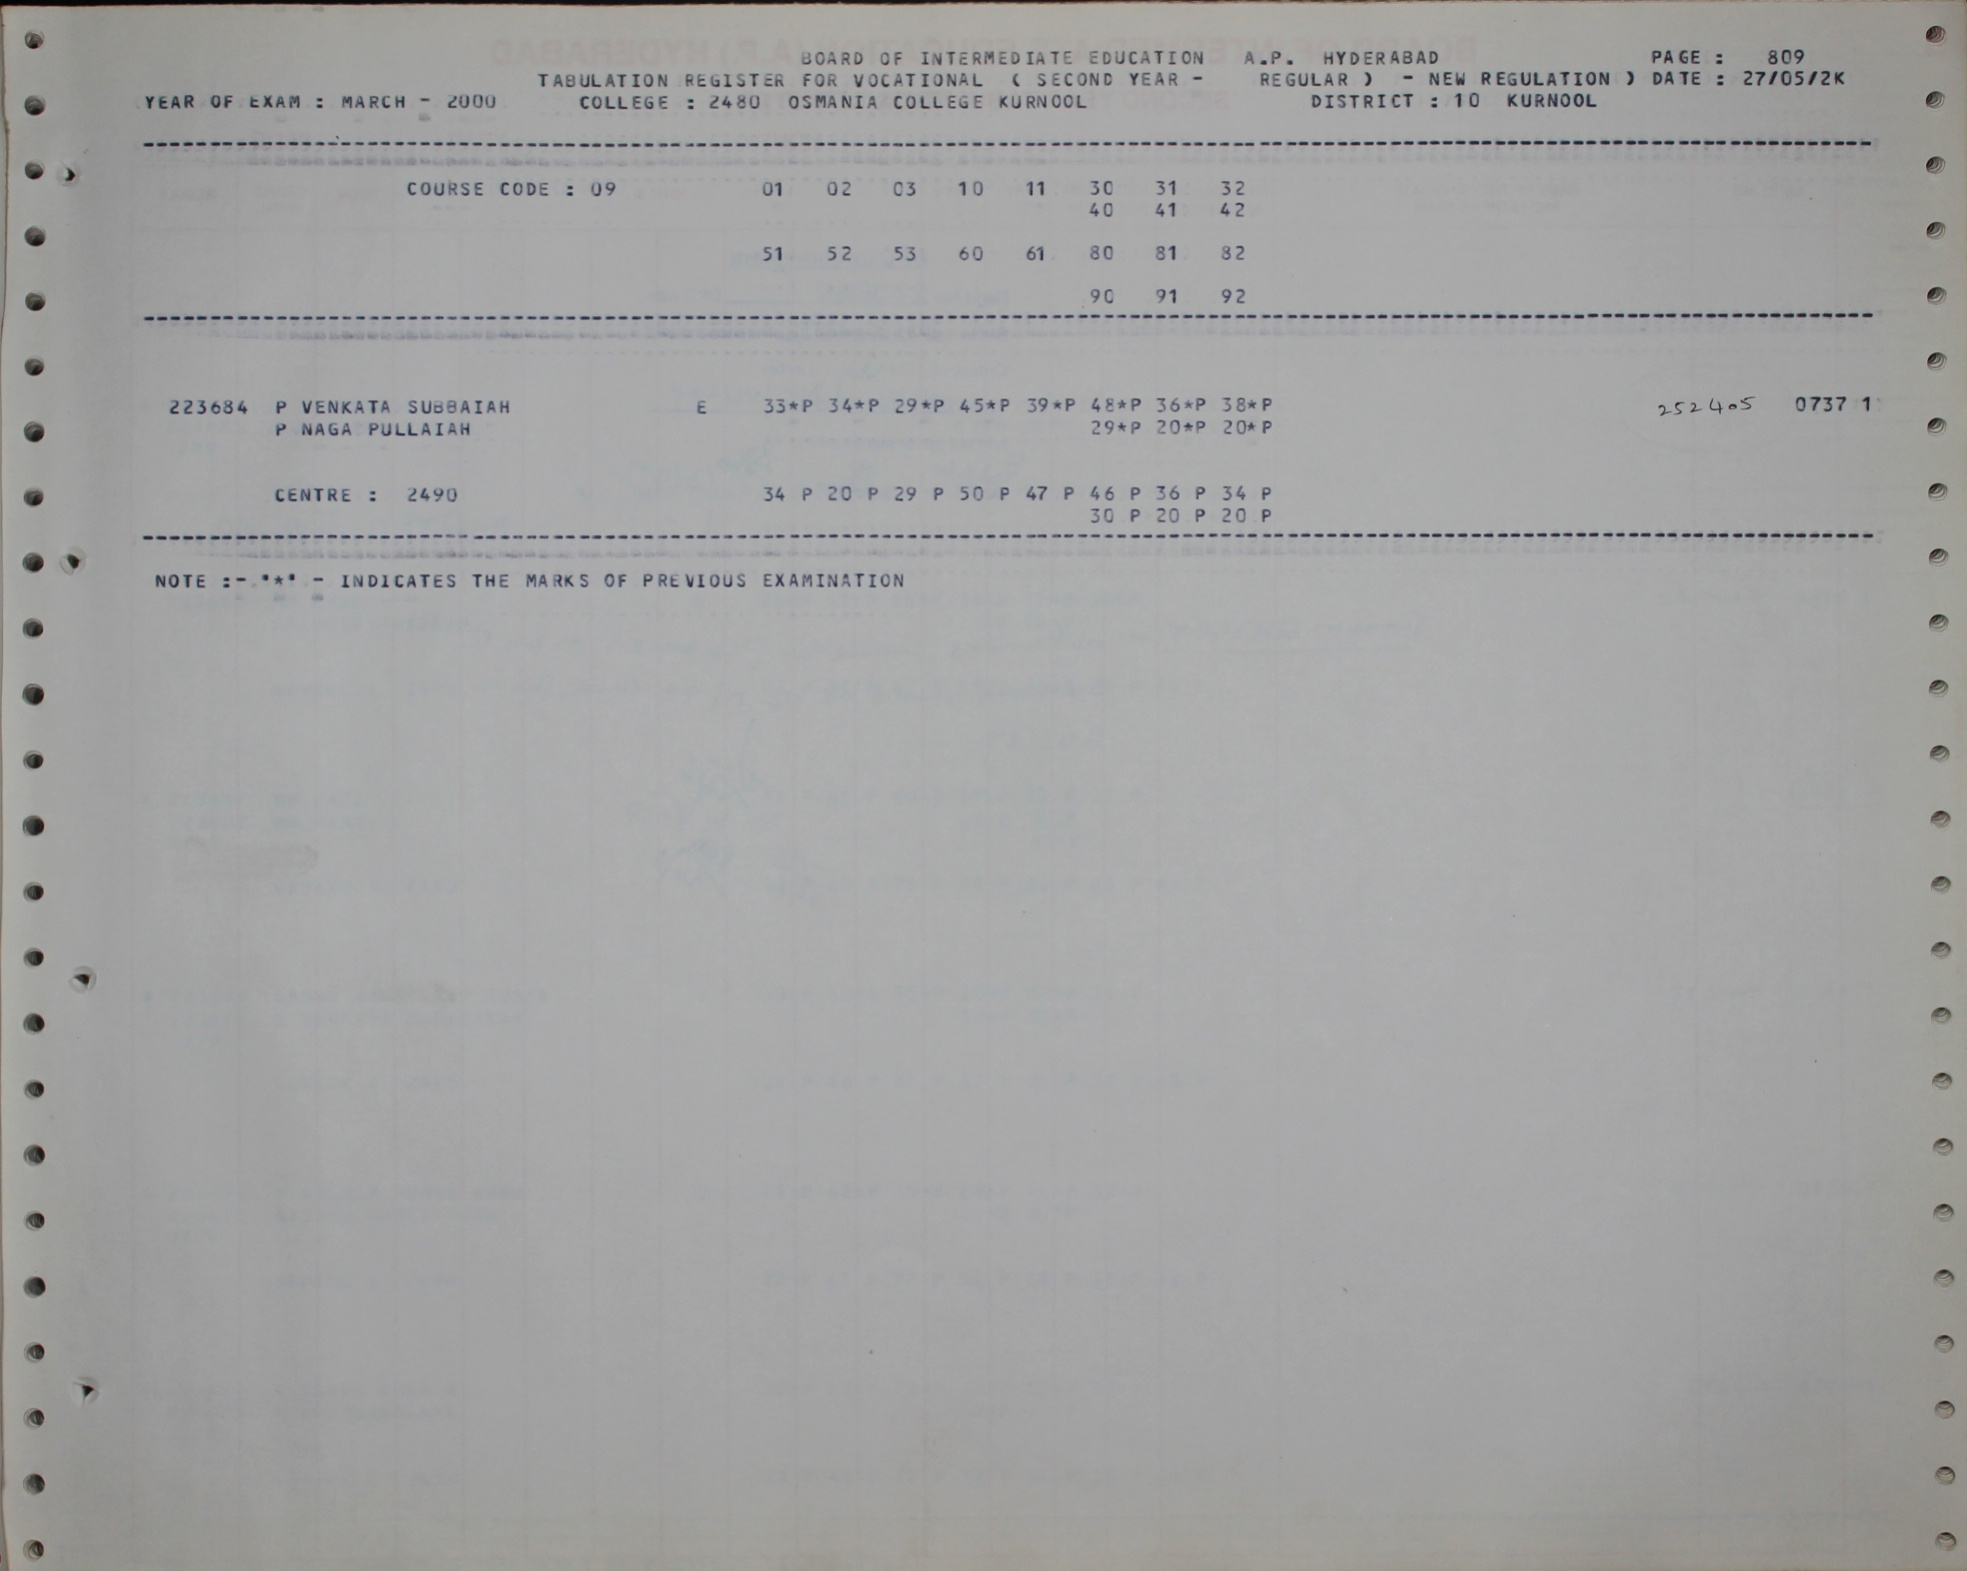 BOARD OF INTERMEDIATE EDUCATION A.P. HYDERABAD PAGE : 809
TABULATION REGISTER FOR VOCATIONAL ( SECOND YEAR - REGULAR ) - NEW REGULATION ) DATE : 27/05/2K
YEAR OF EXAM : MARCH - 2000 COLLEGE : 2480 OSMANIA COLLEGE KURNOOL DISTRICT : 10 KURNOOL
COURSE CODE : 09 01 02 03 10 11 30 31 32
40 41 42
51 52 53 60 61 80 81 82
90 91 92
223684 P VENKATA SUBBAIAH E 33*P 34*P 29*P 45*P 39*P 48*P 36*P 38*P 252405 0737 1
P NAGA PULLAIAH 29*P 20*P 20*P
CENTRE : 2490 34 P 20 P 29 P 50 P 47 P 46 P 36 P 34 P
30 P 20 P 20 P
NOTE :- '*' - INDICATES THE MARKS OF PREVIOUS EXAMINATION